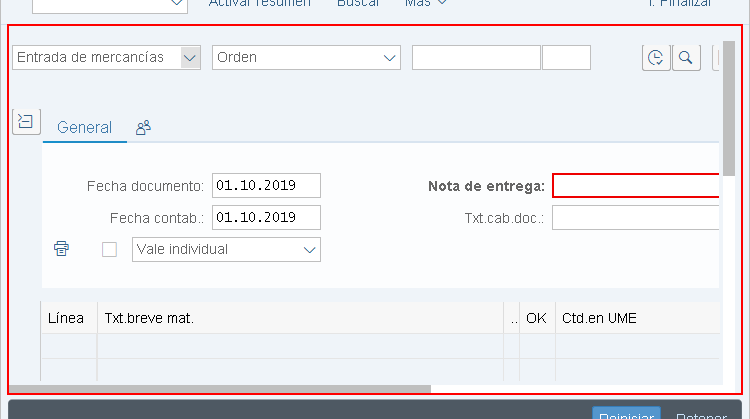 Activar resumen Buscar Más Finalizar
Entrada de mercancías Orden
General
Fecha documento: 01.10.2019 Nota de entrega:
Fecha contab.: 01.10.2019 Txt.cab.doc.:
Vale individual
Línea Txt.breve mat. .. OK Ctd.en UME
Reiniciar Detener